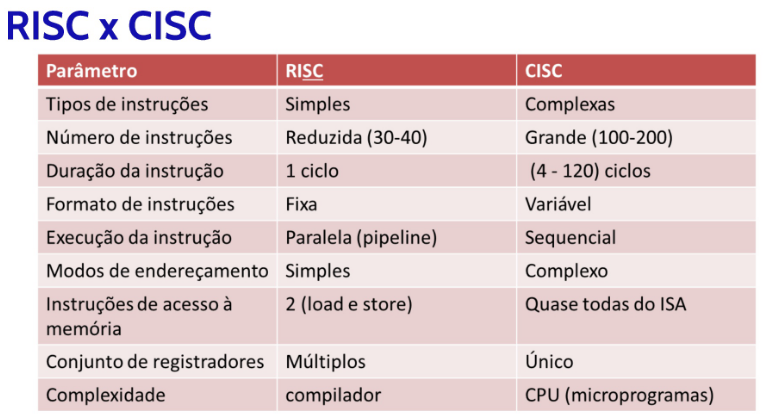 RISC x CISC
Parâmetro RISC CISC
Tipos de instruções Simples Complexas
Número de instruções Reduzida (30-40) Grande (100-200)
Duração da instrução 1 ciclo (4 - 120) ciclos
Formato de instruções Fixa Variável
Execução da instrução Paralela (pipeline) Sequencial
Modos de endereçamento Simples Complexo
Instruções de acesso à memória 2 (load e store) Quase todas do ISA
Conjunto de registradores Múltiplos Único
Complexidade compilador CPU (microprogramas)